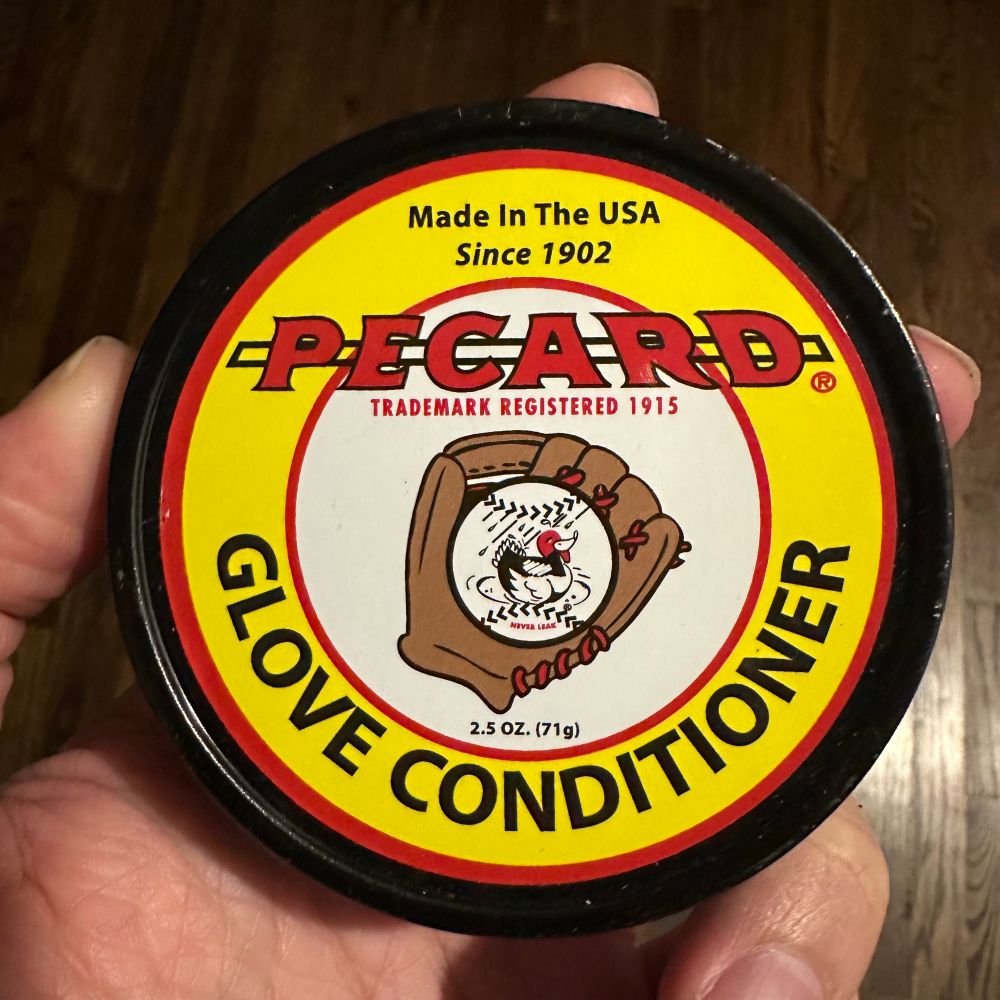 Made In The USA
Since 1902
PECARD®
TRADEMARK REGISTERED 1915
NEVER LEAK
®
2.5 OZ. (71g)
GLOVE CONDITIONER